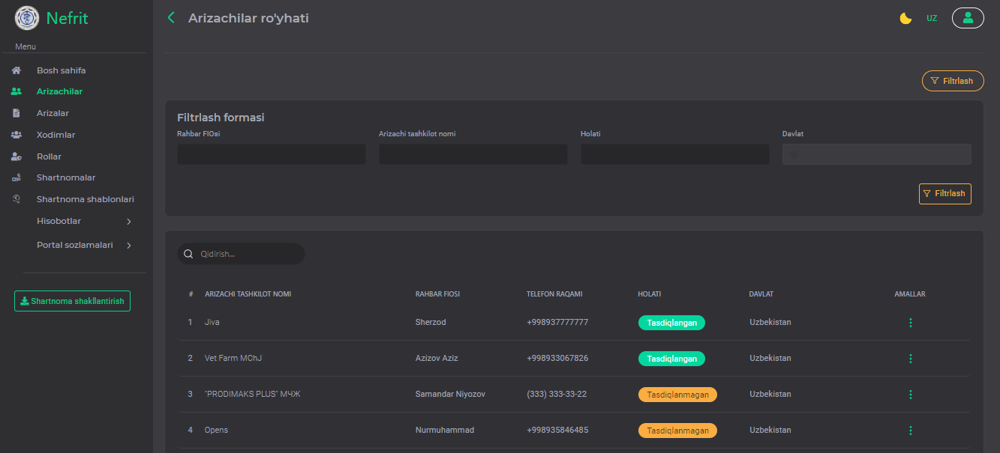 Nefrit
Menu
Bosh sahifa
Arizachilar
Arizalar
Xodimlar
Rollar
Shartnomalar
Shartnoma shablonlari
Hisobotlar
Portal sozlamalari
Shartnoma shakllantirish
Arizachilar ro'yhati
UZ
Filtrlash
Filtrlash formasi
Rahbar FIOsi Arizachi tashkilot nomi Holati Davlat
Filtrlash
Qidirish...
# ARIZACHI TASHKILOT NOMI RAHBAR FIOSI TELEFON RAQAMI HOLATI DAVLAT AMALLAR
1 Jiva Sherzod +998937777777 Tasdiqlangan Uzbekistan
2 Vet Farm MChJ Azizov Aziz +998933067826 Tasdiqlangan Uzbekistan
3 "PRODIMAKS PLUS" МЧЖ Samandar Niyozov (333) 333-33-22 Tasdiqlanmagan Uzbekistan
4 Opens Nurmuhammad +998935846485 Tasdiqlanmagan Uzbekistan